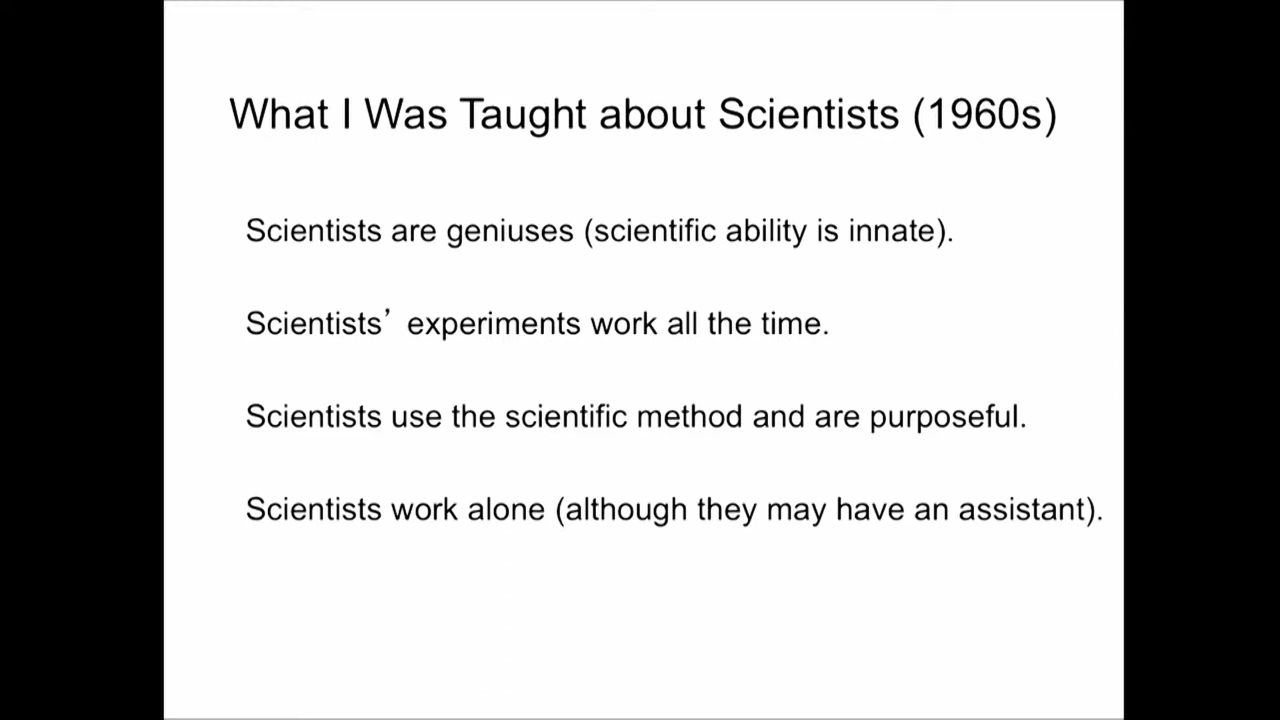 What I Was Taught about Scientists (1960s)
Scientists are geniuses (scientific ability is innate).
Scientists’ experiments work all the time.
Scientists use the scientific method and are purposeful.
Scientists work alone (although they may have an assistant).